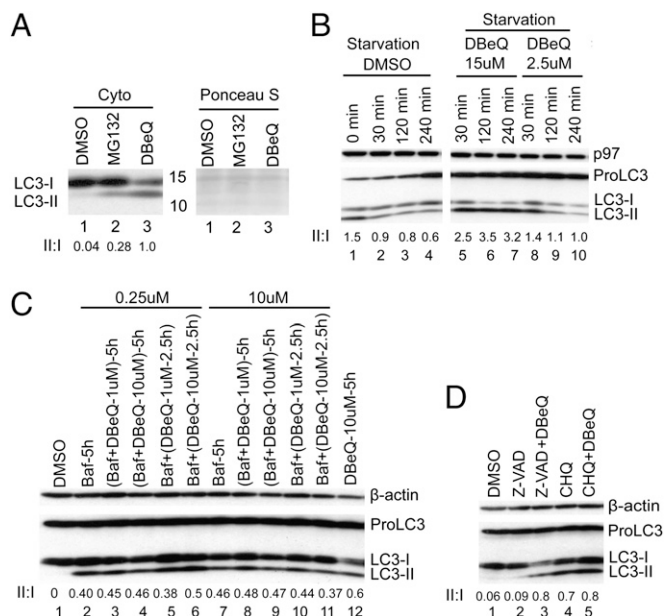 A
Cyto
Ponceau S
DMSO
MG132
DBeQ
DMSO
MG132
DBeQ
LC3-I
LC3-II
15
10
1 2 3
1 2 3
II:I 0.04 0.28 1.0
B
Starvation
DMSO
Starvation
DBeQ
15uM
DBeQ
2.5uM
0 min
30 min
120 min
240 min
30 min
120 min
240 min
30 min
120 min
240 min
p97
ProLC3
LC3-I
LC3-II
II:I 1.5 0.9 0.8 0.6 2.5 3.5 3.2 1.4 1.1 1.0
1 2 3 4 5 6 7 8 9 10
C
0.25uM
10uM
DMSO
Baf-5h
(Baf+DBeQ-1uM)-5h
(Baf+DBeQ-10uM)-5h
Baf+(DBeQ-1uM-2.5h)
Baf+(DBeQ-10uM-2.5h)
Baf-5h
(Baf+DBeQ-1uM)-5h
(Baf+DBeQ-10uM)-5h
Baf+(DBeQ-1uM-2.5h)
Baf+(DBeQ-10uM-2.5h)
DBeQ-10uM-5h
β-actin
ProLC3
LC3-I
LC3-II
II:I 0 0.40 0.45 0.46 0.38 0.5 0.46 0.48 0.47 0.44 0.37 0.6
1 2 3 4 5 6 7 8 9 10 11 12
D
DMSO
Z-VAD
Z-VAD+DBeQ
CHQ
CHQ+DBeQ
β-actin
ProLC3
LC3-I
LC3-II
II:I 0.06 0.09 0.8 0.7 0.8
1 2 3 4 5